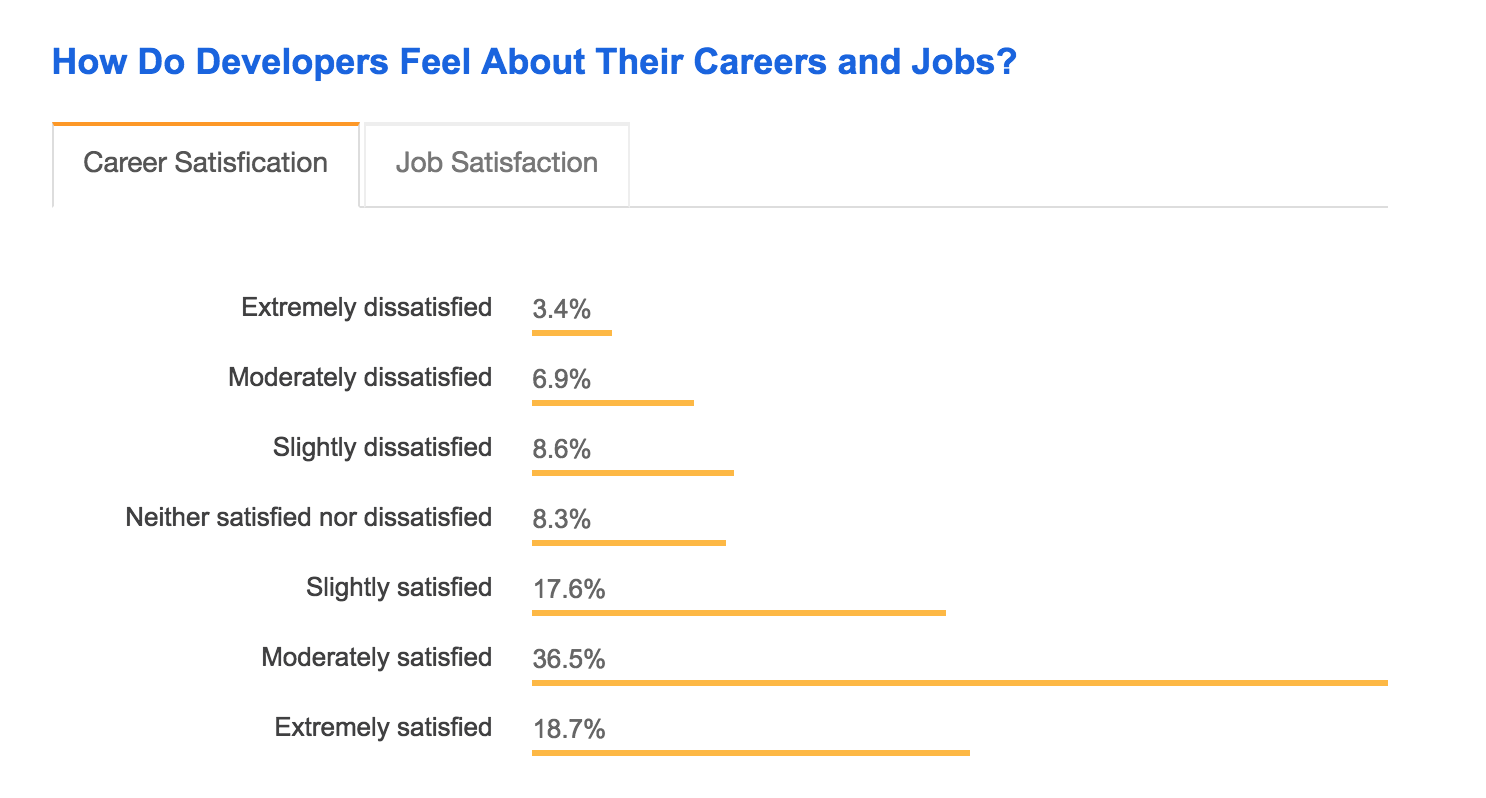 How Do Developers Feel About Their Careers and Jobs?
Career Satisfication
Job Satisfaction
Extremely dissatisfied 3.4%
Moderately dissatisfied 6.9%
Slightly dissatisfied 8.6%
Neither satisfied nor dissatisfied 8.3%
Slightly satisfied 17.6%
Moderately satisfied 36.5%
Extremely satisfied 18.7%